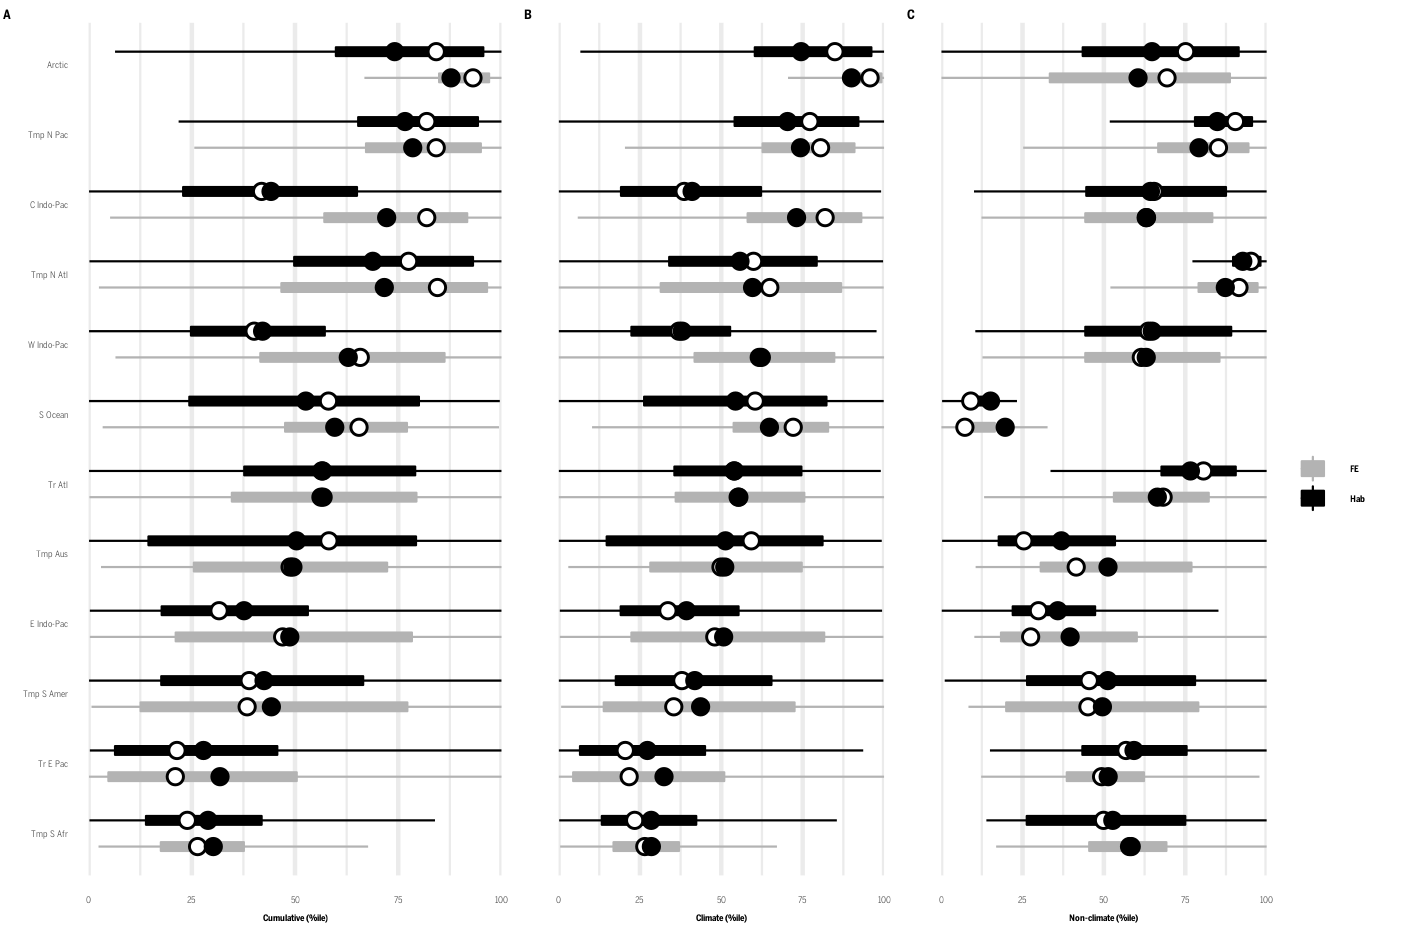 A
B
C
Arctic
Tmp N Pac
C Indo-Pac
Tmp N Atl
W Indo-Pac
S Ocean
FE
Tr Atl
Hab
Tmp Aus
E Indo-Pac
Tmp S Amer
Tr E Pac
Tmp S Afr
0 25 50 75 100 0 25 50 75 100 0 25 50 75 100
Cumulative (%ile) Climate (%ile) Non-climate (%ile)